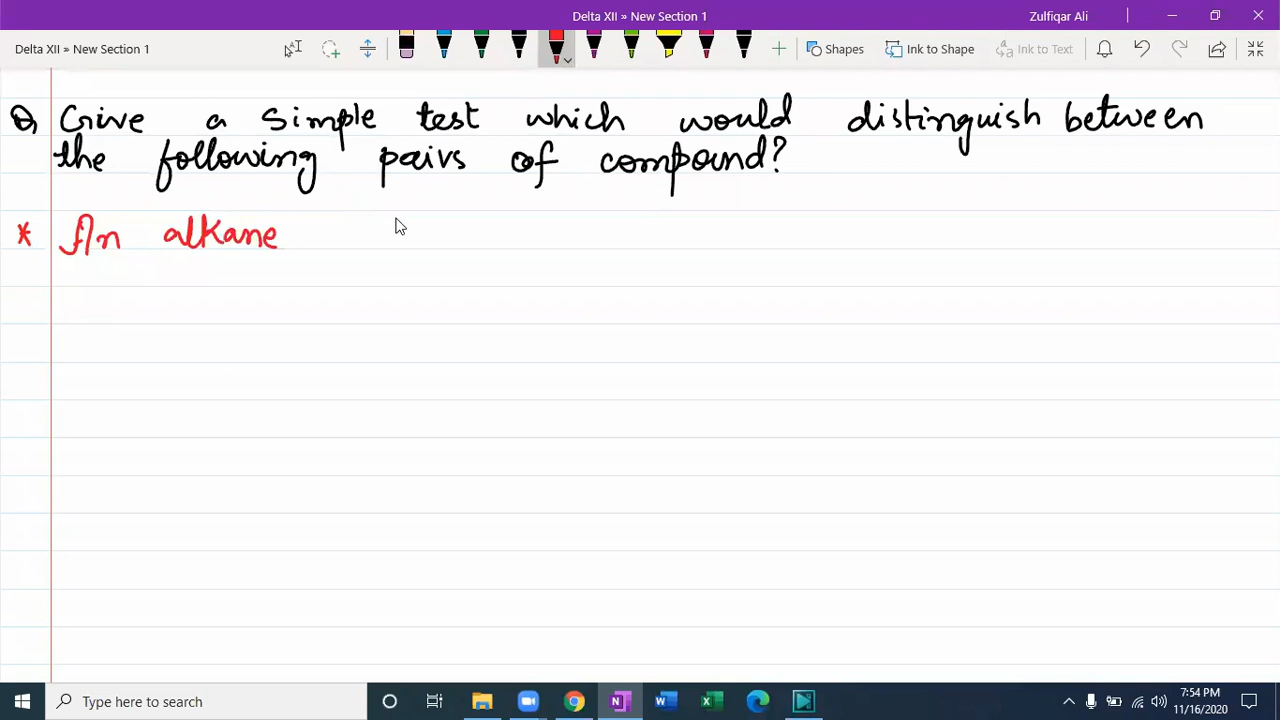 Delta XII » New Section 1
Zulfiqar Ali
Delta XII » New Section 1
Shapes
Ink to Shape
Ink to Text
Q, Give a simple test which would distinguish between
the following pairs of compound?
* An alkane
Type here to search
7:54 PM
11/16/2020